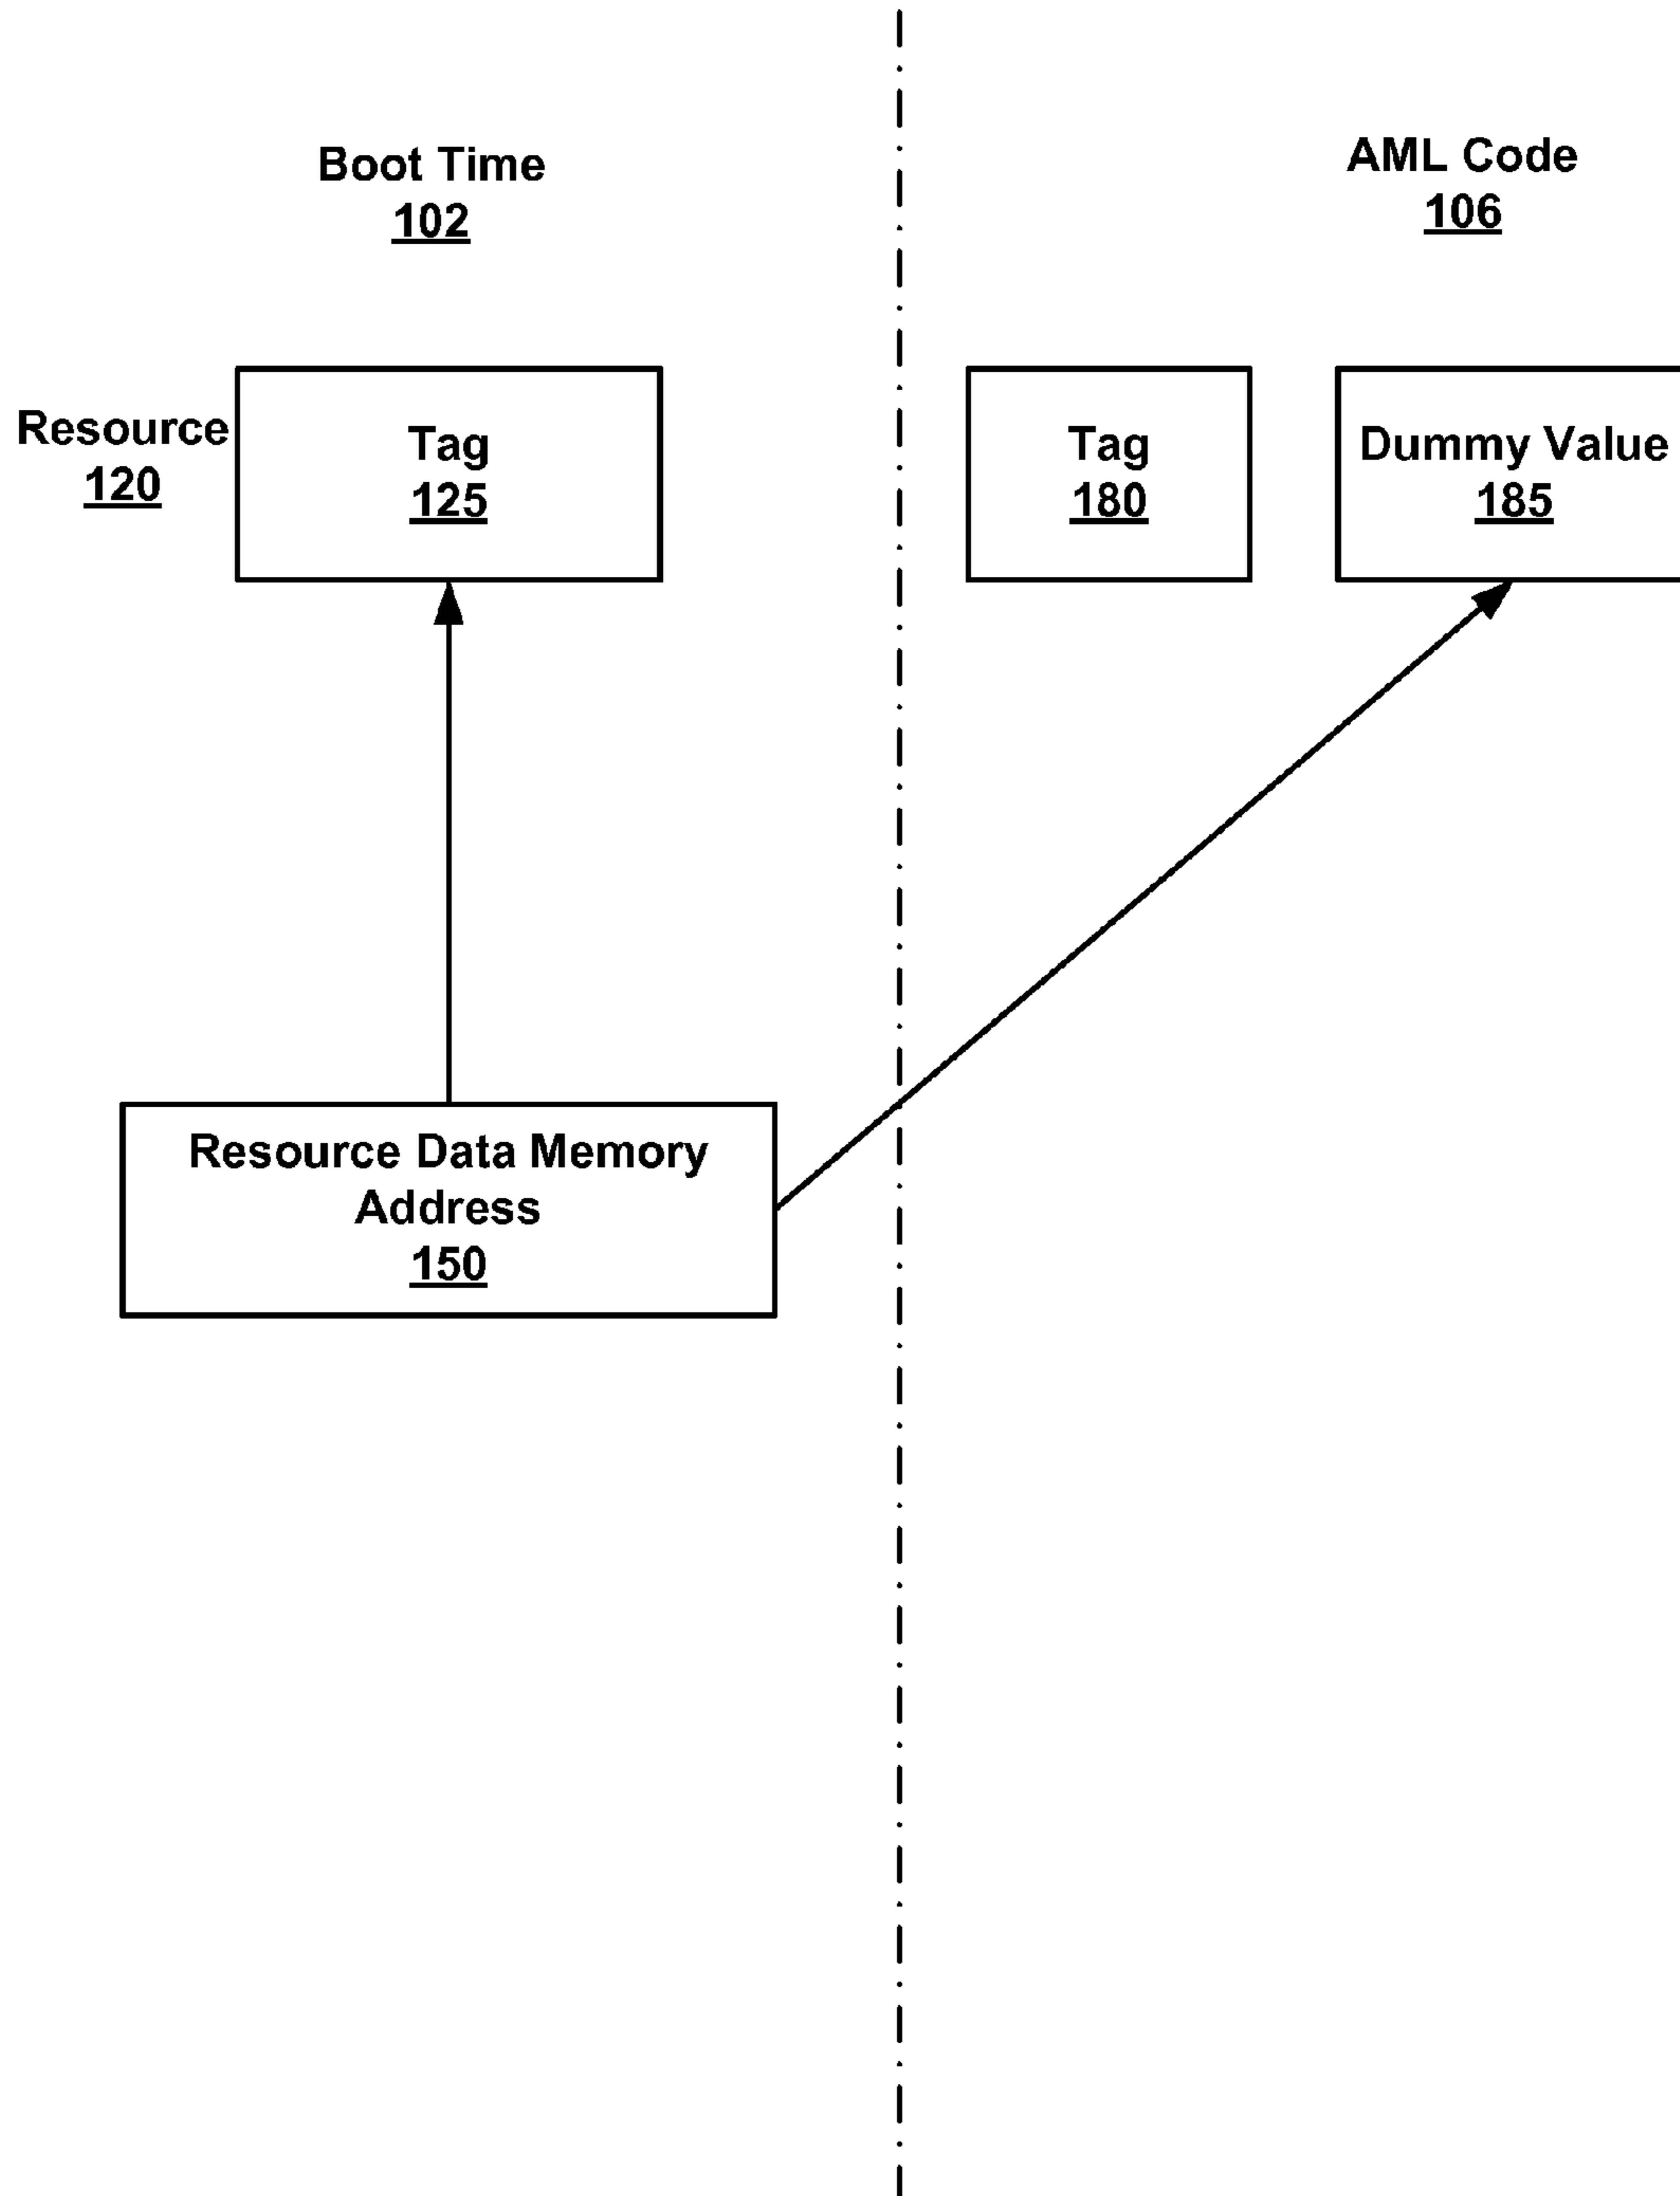 Boot Time
102
AML Code
106
Resource
120
Tag
125
Tag
180
Dummy Value
185
Resource Data Memory
Address
150